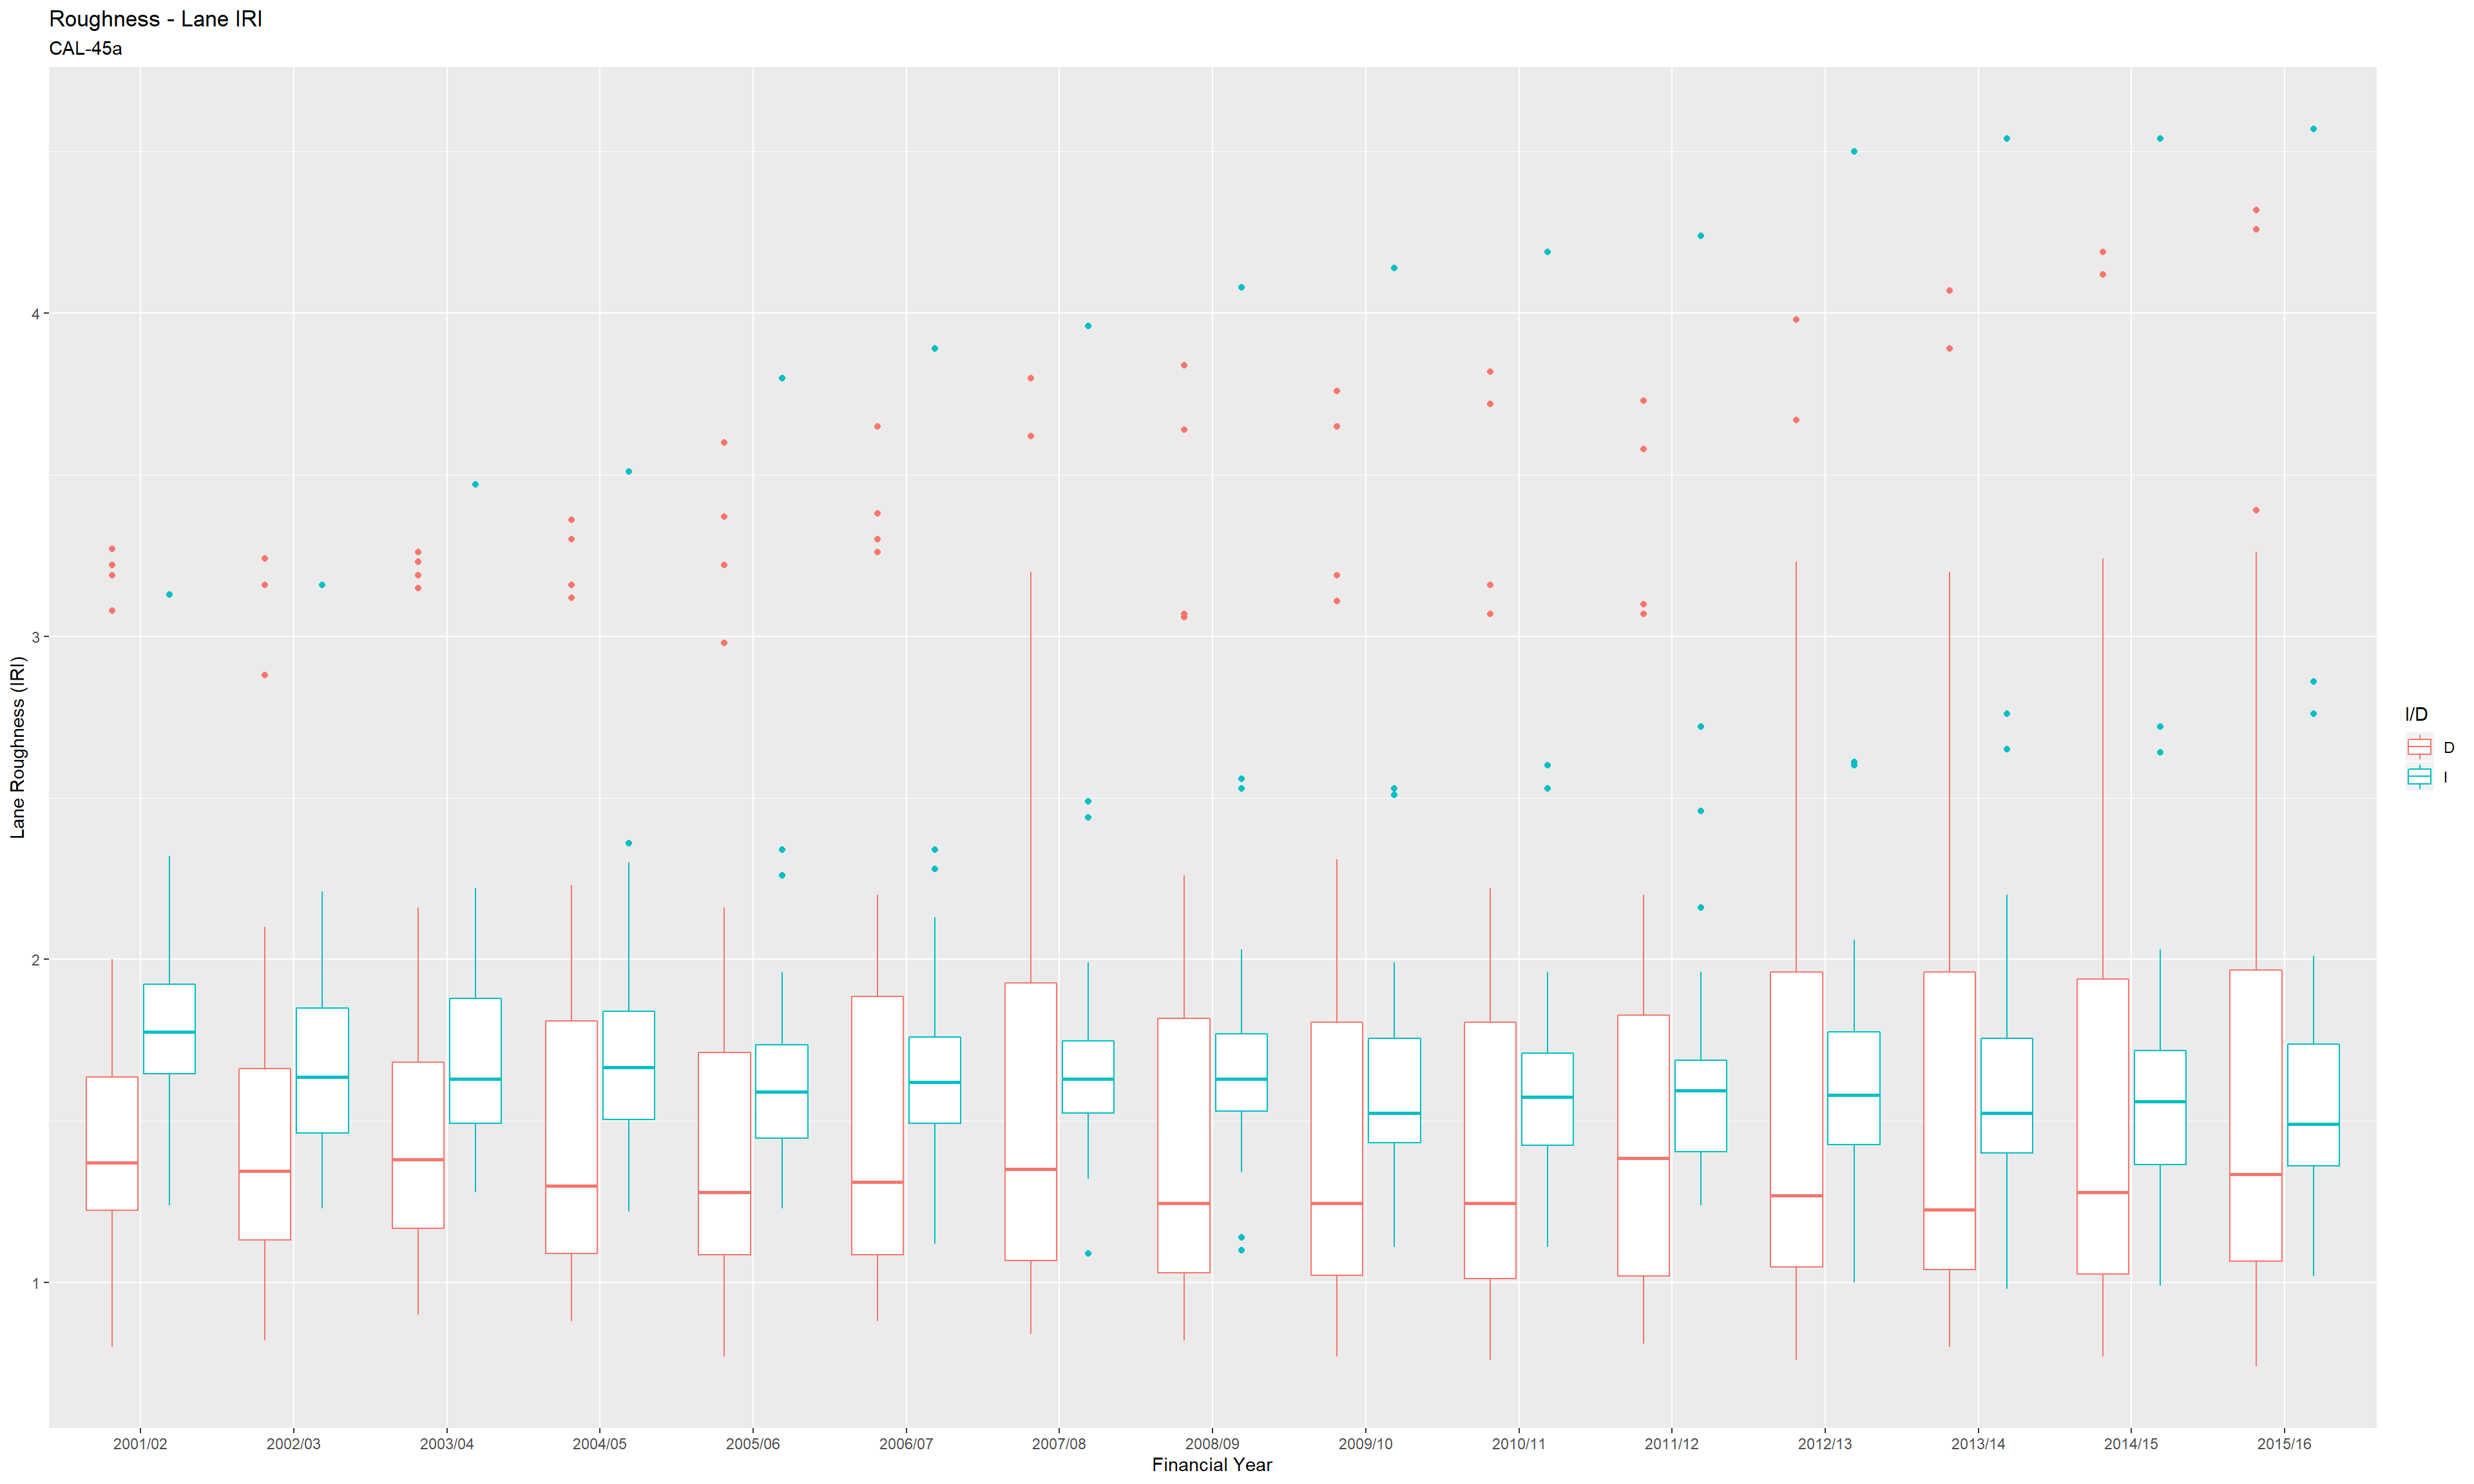 Roughness - Lane IRI
CAL-45a
Lane Roughness (IRI)
4
3
2
1
2001/02 2002/03 2003/04 2004/05 2005/06 2006/07 2007/08 2008/09 2009/10 2010/11 2011/12 2012/13 2013/14 2014/15 2015/16
Financial Year
I/D
D
I